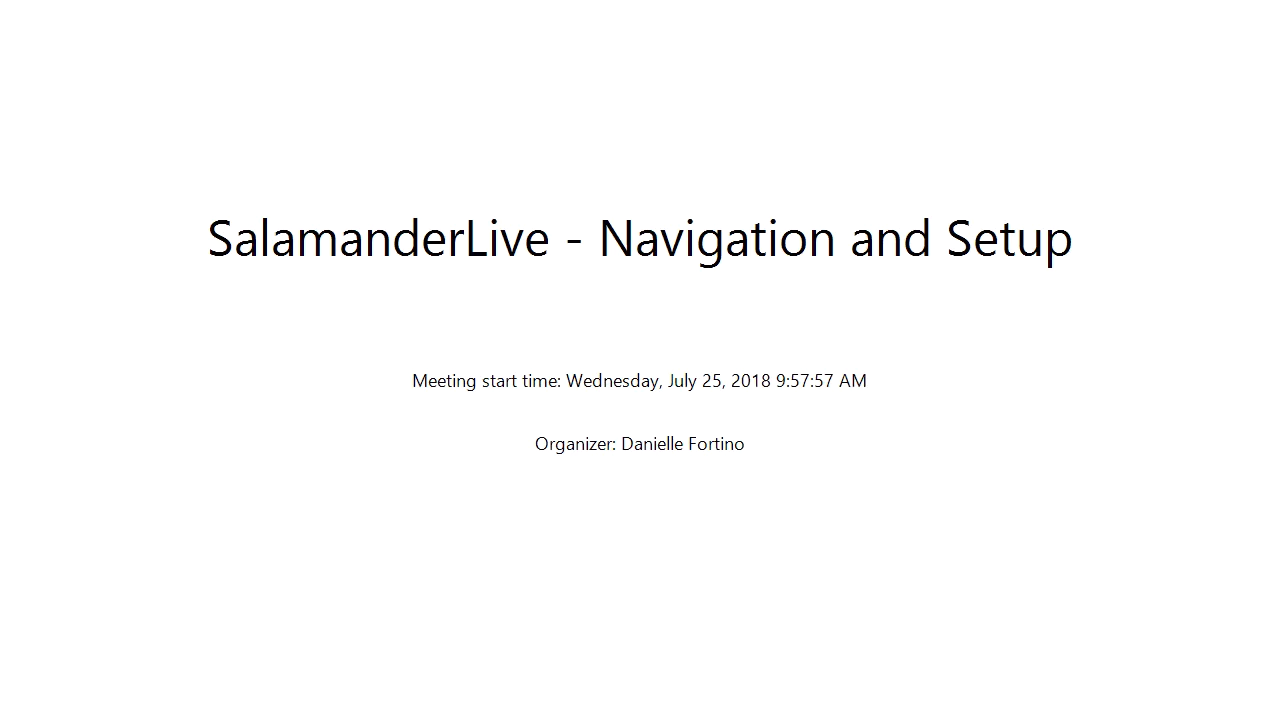 SalamanderLive - Navigation and Setup
Meeting start time: Wednesday, July 25, 2018 9:57:57 AM
Organizer: Danielle Fortino